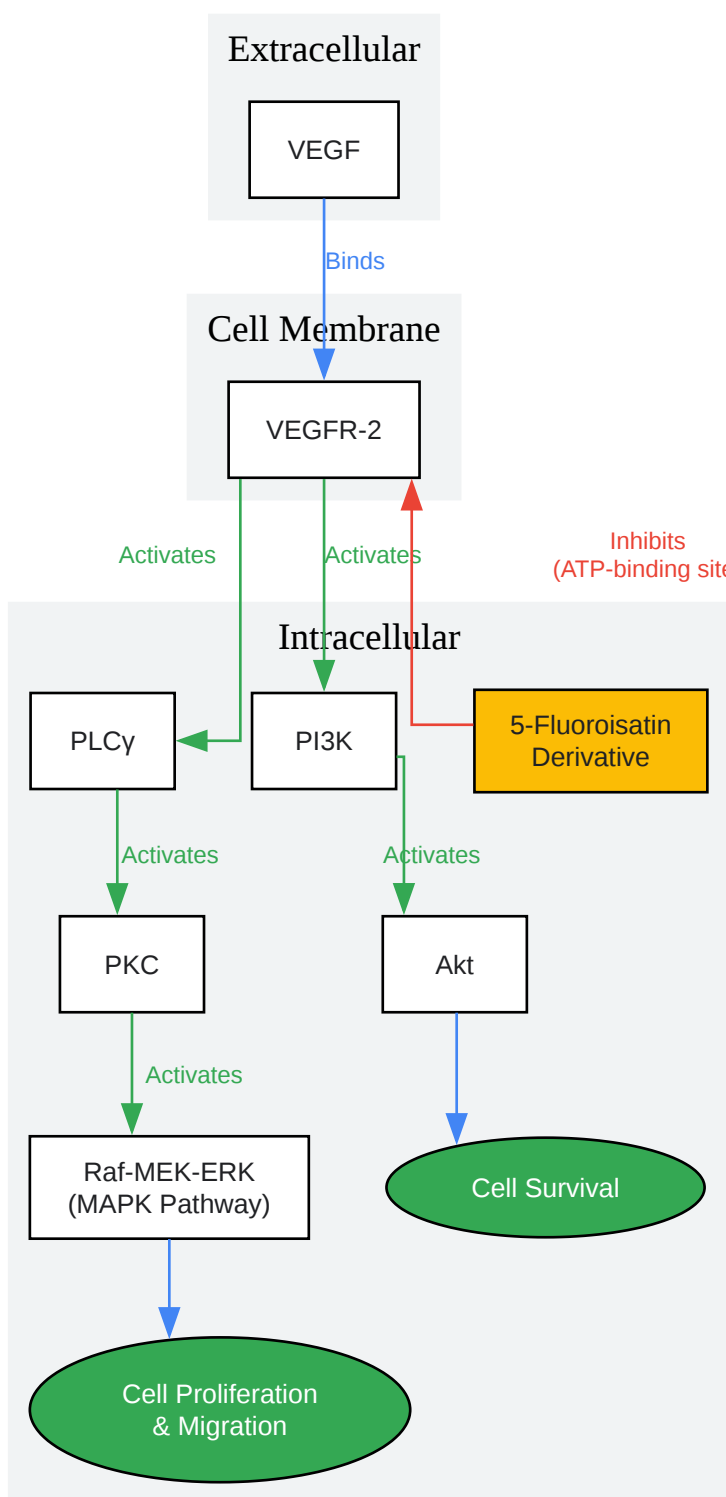 Extracellular
VEGF
Binds
Cell Membrane
VEGFR-2
Activates
Activates
Inhibits
(ATP-binding site
Intracellular
PLCγ
PI3K
5-Fluoroisatin
Derivative
Activates
Activates
PKC
Akt
Activates
Raf-MEK-ERK
(MAPK Pathway)
Cell Survival
Cell Proliferation
& Migration